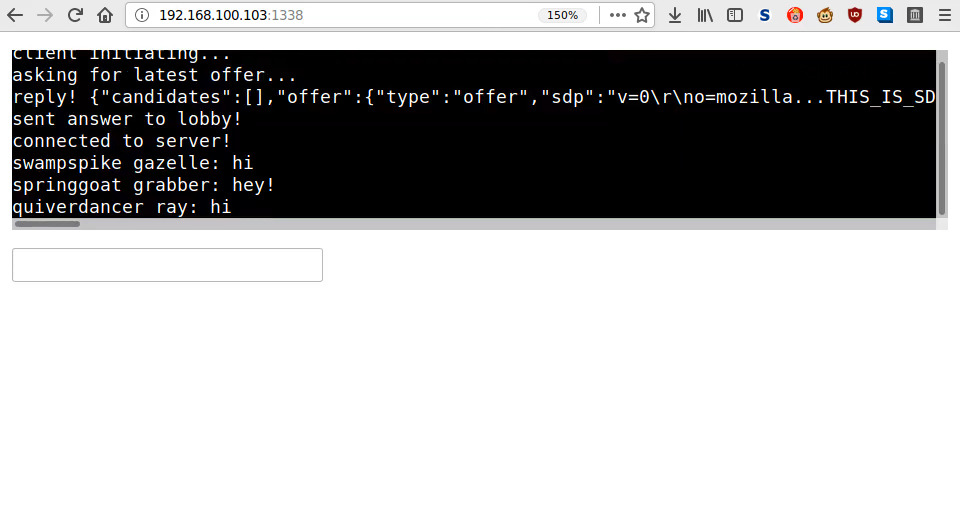 192.168.100.103:1338
150%
S
S
client initiating...
asking for latest offer...
reply! {"candidates":[],"offer":{"type":"offer","sdp":"v=0\r\no=mozilla...THIS_IS_SD
sent answer to lobby!
connected to server!
swampspike gazelle: hi
springgoat grabber: hey!
quiverdancer ray: hi